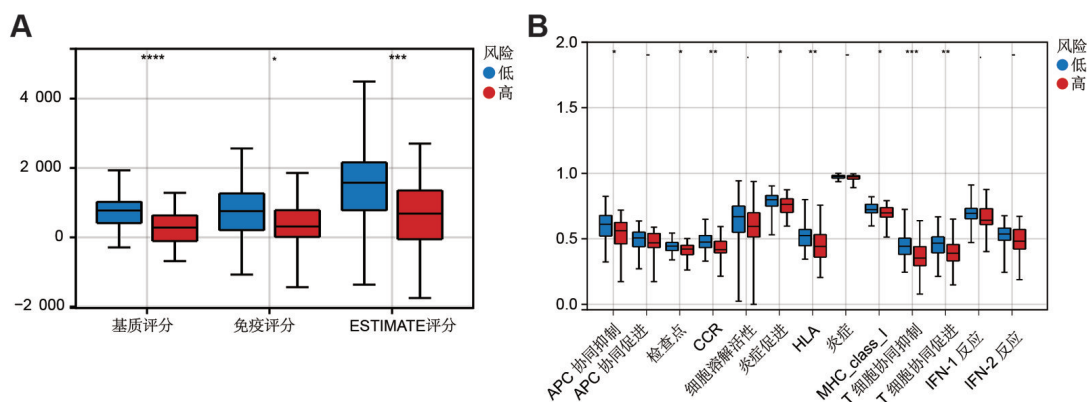 A
风险
低
高
****
*
***
4 000
2 000
0
−2 000
基质评分
免疫评分
ESTIMATE评分
B
风险
低
高
2.0
1.5
1.0
0.5
0.0
*
-
*
**
.
*
**
-
*
***
**
.
-
APC 协同抑制
APC 协同促进
检查点
CCR
细胞溶解活性
炎症促进
HLA
炎症
MHC_class_I
T 细胞协同抑制
T 细胞协同促进
IFN-1 反应
IFN-2 反应